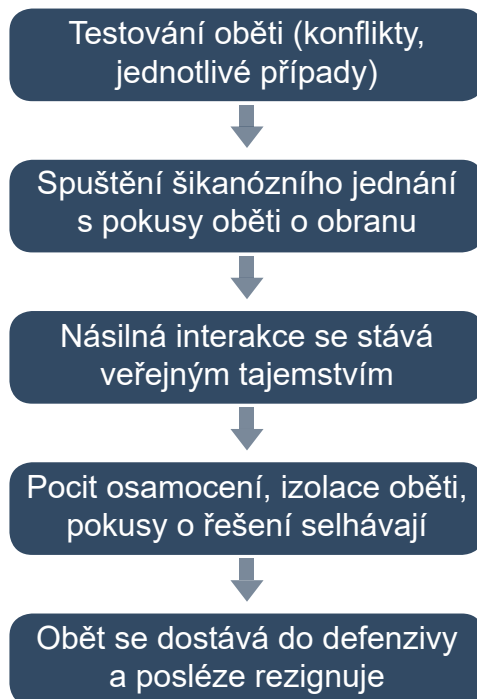 Testování oběti (konflikty,
jednotlivé případy)
Spuštění šikanózního jednání
s pokusy oběti o obranu
Násilná interakce se stává
veřejným tajemstvím
Pocit osamocení, izolace oběti,
pokusy o řešení selhávají
Obět se dostává do defenzivy
a posléze rezignuje